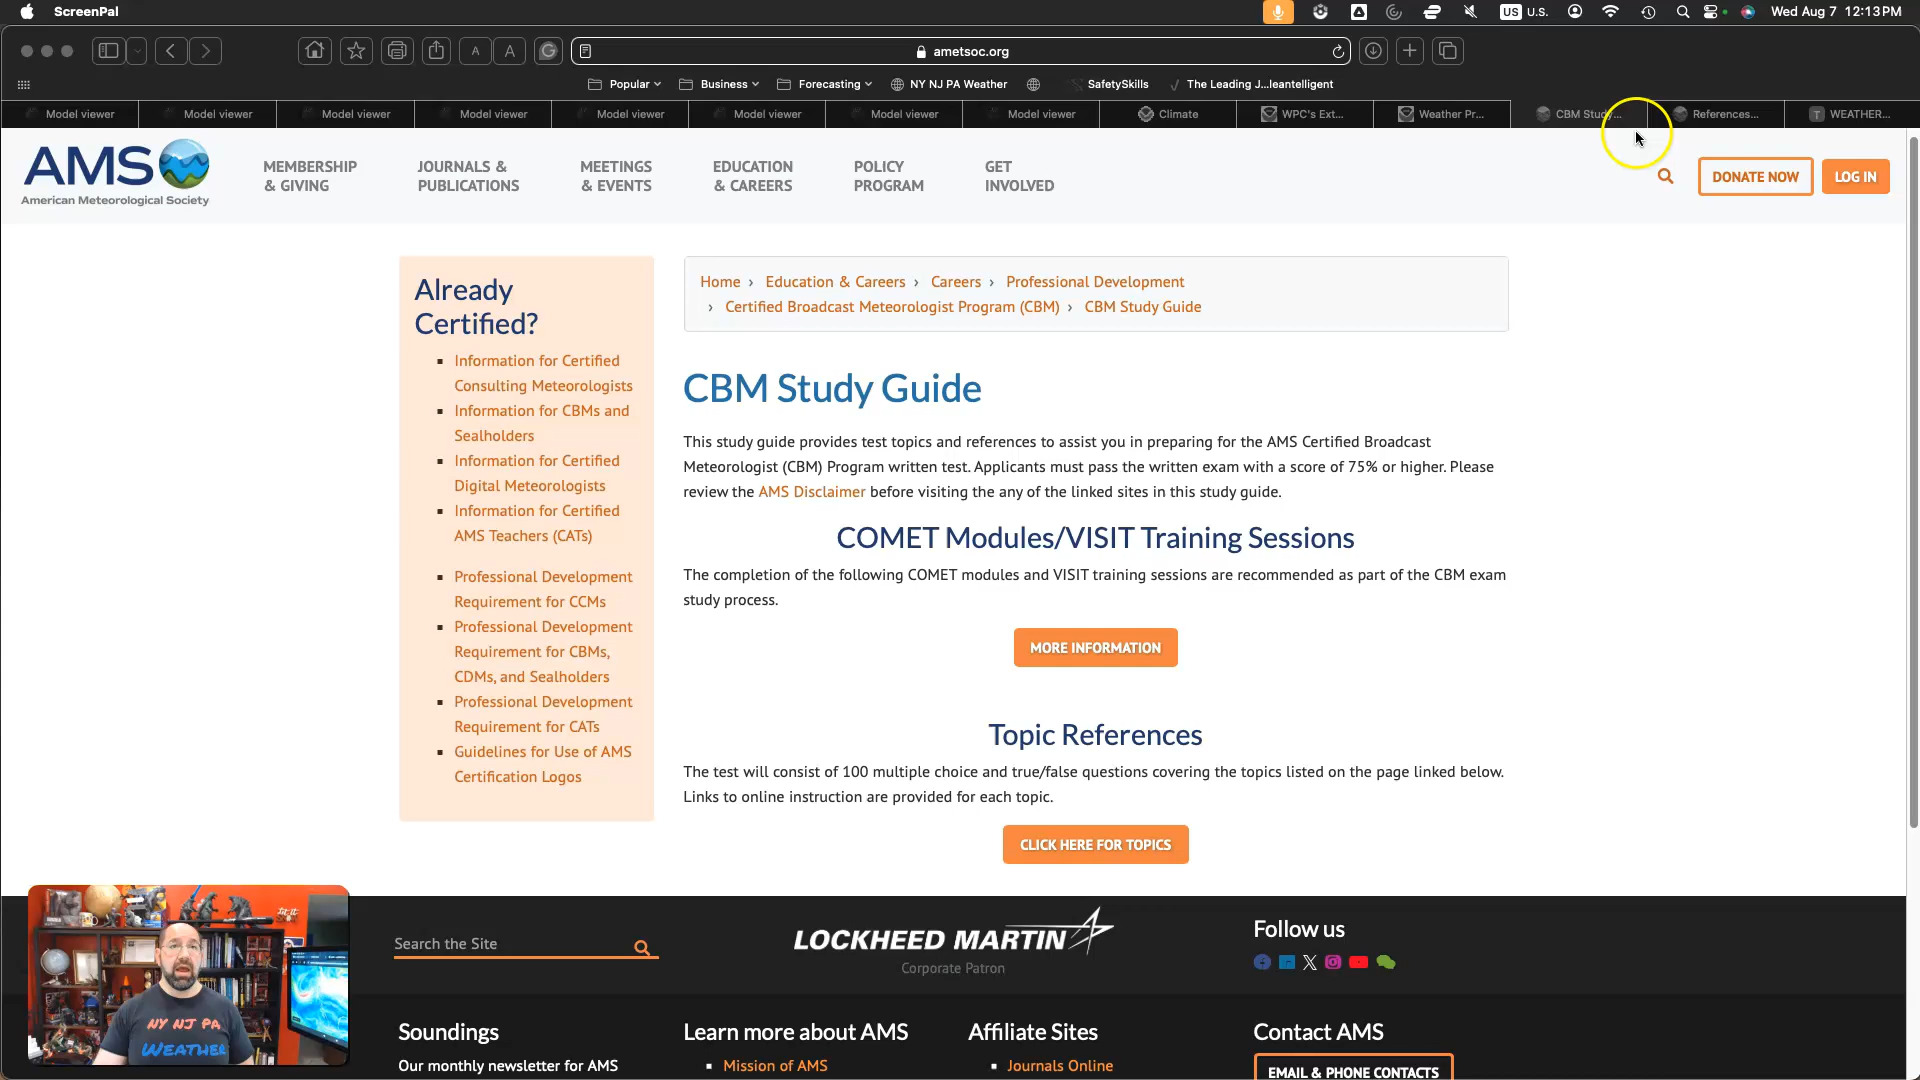 ScreenPal
US
U.S.
Wed Aug 7 12:13PM
A
A
ametsoc.org
Popular
Business
Forecasting
NY NJ PA Weather
SafetySkills
The Leading J...leantelligent
Model viewer
Model viewer
Model viewer
Model viewer
Model viewer
Model viewer
Model viewer
Model viewer
Climate
WPC's Ext...
Weather Pr...
CBM Study...
References...
T
WEATHER...
AMS
American Meteorological Society
MEMBERSHIP
& GIVING
JOURNALS &
PUBLICATIONS
MEETINGS
& EVENTS
EDUCATION
& CAREERS
POLICY
PROGRAM
GET
INVOLVED
DONATE NOW
LOG IN
Already
Certified?
Information for Certified
Consulting Meteorologists
Information for CBMs and
Sealholders
Information for Certified
Digital Meteorologists
Information for Certified
AMS Teachers (CATs)
Professional Development
Requirement for CCMs
Professional Development
Requirement for CBMs,
CDMs, and Sealholders
Professional Development
Requirement for CATs
Guidelines for Use of AMS
Certification Logos
Home › Education & Careers › Careers › Professional Development
› Certified Broadcast Meteorologist Program (CBM) › CBM Study Guide
CBM Study Guide
This study guide provides test topics and references to assist you in preparing for the AMS Certified Broadcast
Meteorologist (CBM) Program written test. Applicants must pass the written exam with a score of 75% or higher. Please
review the AMS Disclaimer before visiting the any of the linked sites in this study guide.
COMET Modules/VISIT Training Sessions
The completion of the following COMET modules and VISIT training sessions are recommended as part of the CBM exam
study process.
MORE INFORMATION
Topic References
The test will consist of 100 multiple choice and true/false questions covering the topics listed on the page linked below.
Links to online instruction are provided for each topic.
CLICK HERE FOR TOPICS
NY NJ PA
WEATHER
Search the Site
LOCKHEED MARTIN
Corporate Patron
Follow us
Soundings
Our monthly newsletter for AMS
Learn more about AMS
Mission of AMS
Affiliate Sites
Journals Online
Contact AMS
EMAIL & PHONE CONTACTS